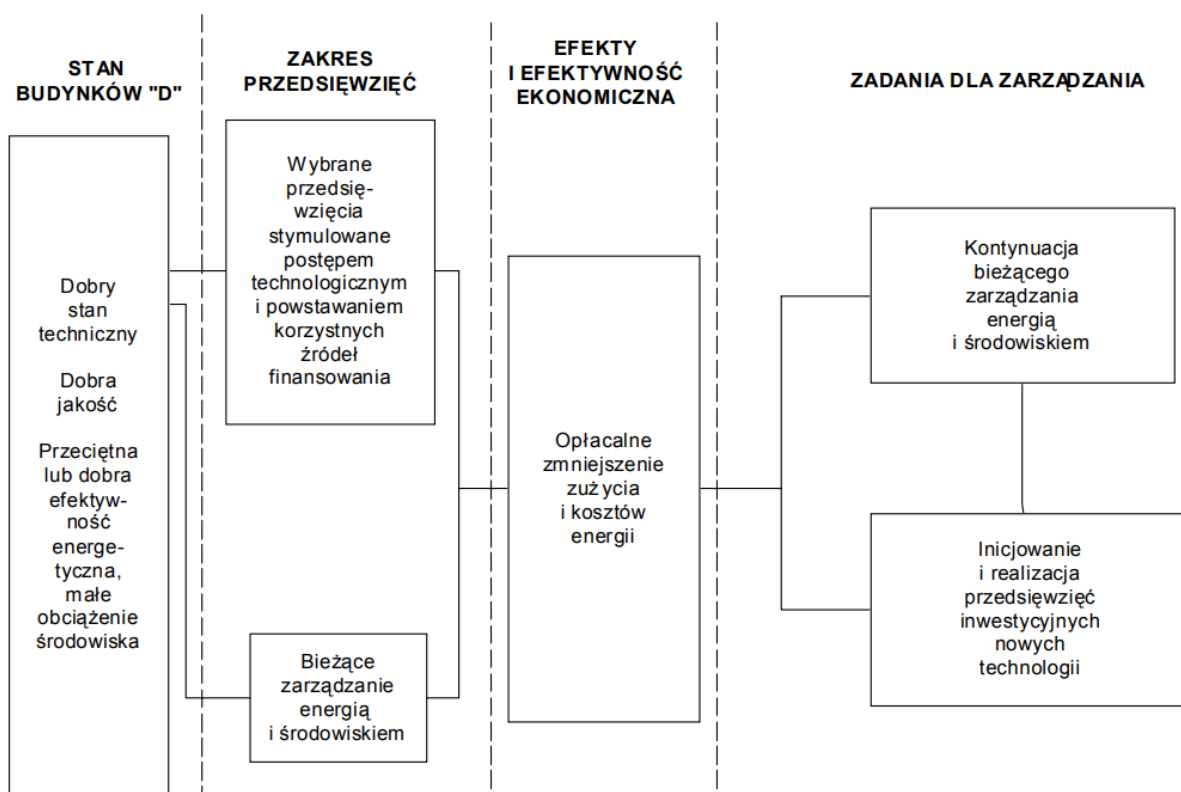 STAN
BUDYNKÓW "D"
Dobry
stan
techniczny
Dobra
jakość
Przeciętna
lub dobra
efektyw-
ność
energe-
tyczna,
małe
obciążenie
środowiska
ZAKRES
PRZEDSIĘWZIĘĆ
Wybrane
przedsię-
wzięcia
stymulowane
postępem
technologicznym
i powstawaniem
korzystnych
źródeł
finansowania
Bieżące
zarządzanie
energią
i środowiskiem
EFEKTY
I EFEKTYWNOŚĆ
EKONOMICZNA
Opłacalne
zmniejszenie
zużycia
i kosztów
energii
ZADANIA DLA ZARZĄDZANIA
Kontynuacja
bieżącego
zarządzania
energią
i środowiskiem
Inicjowanie
i realizacja
przedsięwzięć
inwestycyjnych
nowych
technologii